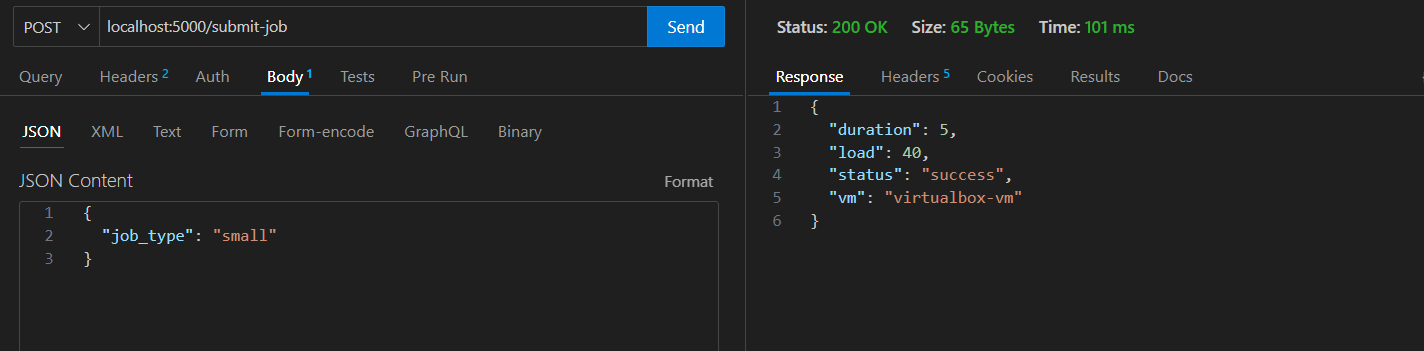 POST localhost:5000/submit-job Send
Query Headers 2 Auth Body 1 Tests Pre Run
JSON XML Text Form Form-encode GraphQL Binary
JSON Content Format
1 {
2 "job_type": "small"
3 }
Status: 200 OK Size: 65 Bytes Time: 101 ms
Response Headers 5 Cookies Results Docs
1 {
2 "duration": 5,
3 "load": 40,
4 "status": "success",
5 "vm": "virtualbox-vm"
6 }